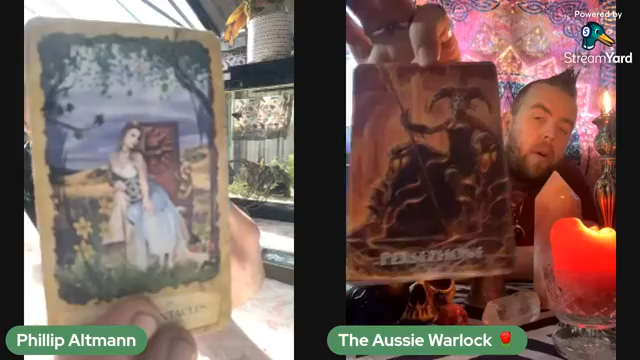 Powered by
StreamYard
PERSEPHONE
Phillip Altmann
The Aussie Warlock